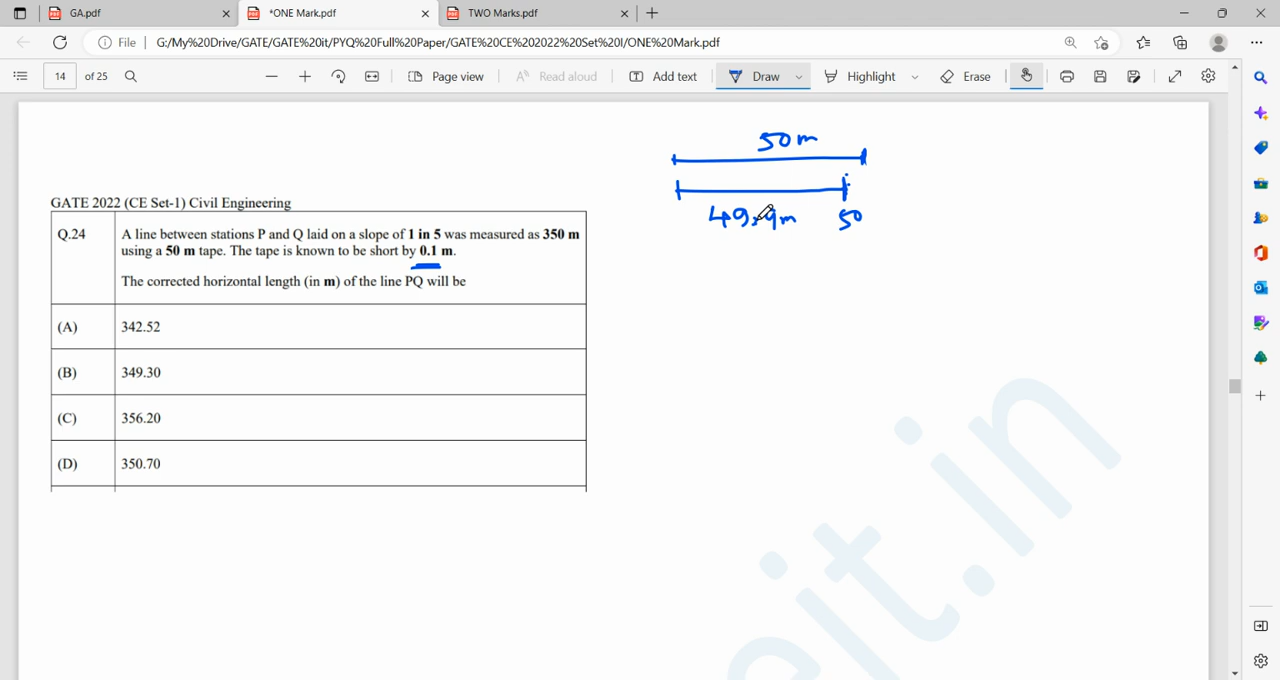 GA.pdf
*ONE Mark.pdf
TWO Marks.pdf
File
G:/My%20Drive/GATE/GATE%20it/PYQ%20Full%20Paper/GATE%20CE%202022%20Set%20I/ONE%20Mark.pdf
14 of 25
Page view
Read aloud
Add text
Draw
Highlight
Erase
50 m
49.9 m 50
GATE 2022 (CE Set-1) Civil Engineering
Q.24 A line between stations P and Q laid on a slope of 1 in 5 was measured as 350 m
using a 50 m tape. The tape is known to be short by 0.1 m.
The corrected horizontal length (in m) of the line PQ will be
(A) 342.52
(B) 349.30
(C) 356.20
(D) 350.70
eit.in